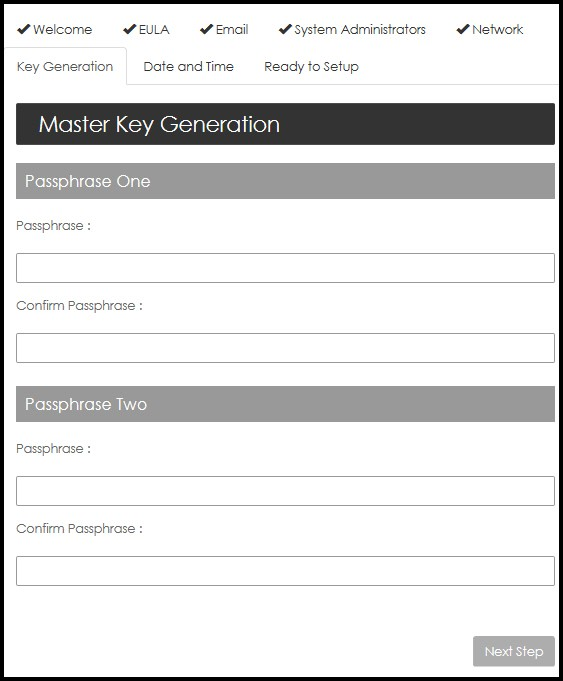 Welcome EULA Email System Administrators Network
Key Generation Date and Time Ready to Setup
Master Key Generation
Passphrase One
Passphrase :
Confirm Passphrase :
Passphrase Two
Passphrase :
Confirm Passphrase :
Next Step